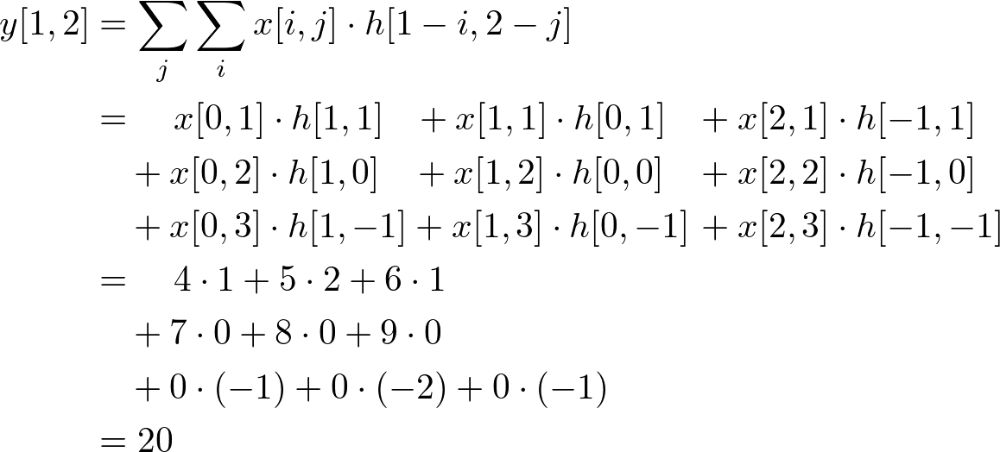 y[1, 2] = ∑_j ∑_i x[i, j] · h[1 − i, 2 − j]
= x[0, 1] · h[1, 1] + x[1, 1] · h[0, 1] + x[2, 1] · h[−1, 1]
+ x[0, 2] · h[1, 0] + x[1, 2] · h[0, 0] + x[2, 2] · h[−1, 0]
+ x[0, 3] · h[1, −1] + x[1, 3] · h[0, −1] + x[2, 3] · h[−1, −1]
= 4 · 1 + 5 · 2 + 6 · 1
+ 7 · 0 + 8 · 0 + 9 · 0
+ 0 · (−1) + 0 · (−2) + 0 · (−1)
= 20